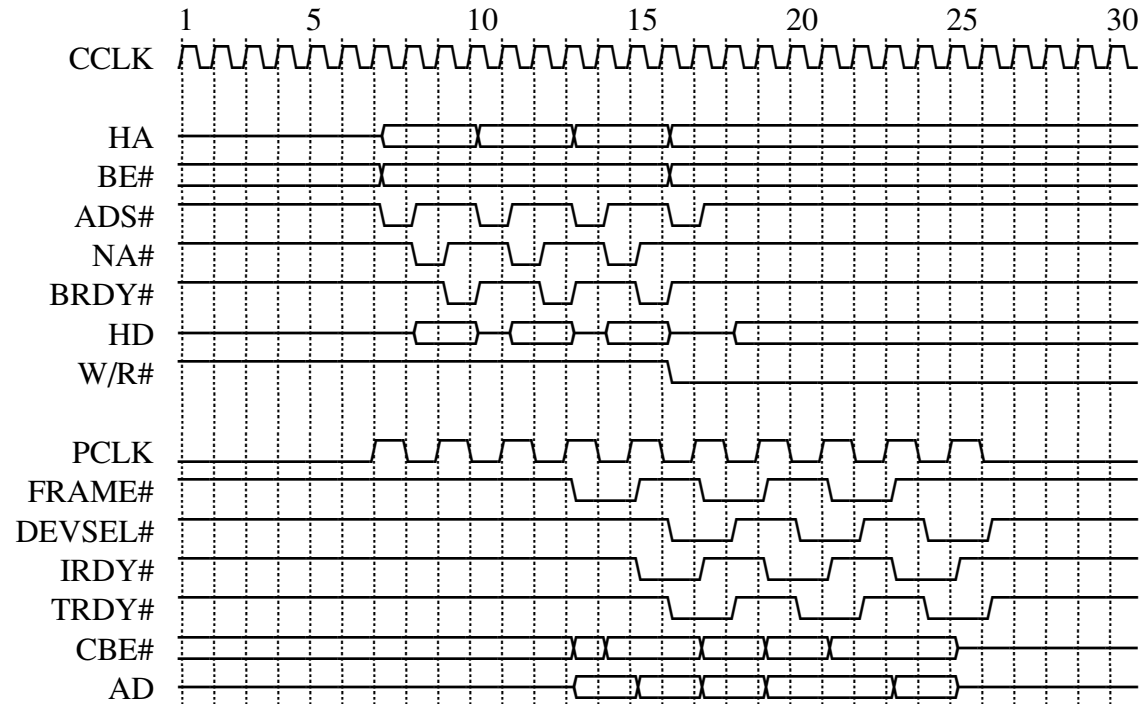 1 5 10 15 20 25 30
CCLK
HA
BE#
ADS#
NA#
BRDY#
HD
W/R#
PCLK
FRAME#
DEVSEL#
IRDY#
TRDY#
CBE#
AD